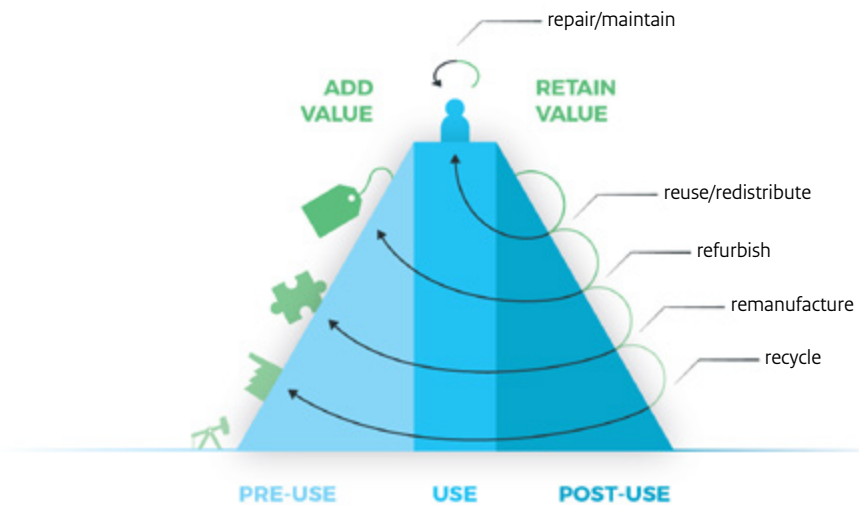 repair/maintain
ADD
VALUE
RETAIN
VALUE
reuse/redistribute
refurbish
remanufacture
recycle
PRE-USE
USE
POST-USE